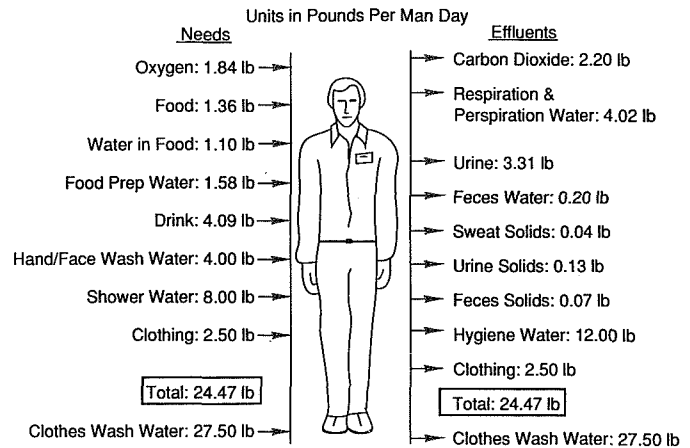 Units in Pounds Per Man Day
Needs
Oxygen: 1.84 lb
Food: 1.36 lb
Water in Food: 1.10 lb
Food Prep Water: 1.58 lb
Drink: 4.09 lb
Hand/Face Wash Water: 4.00 lb
Shower Water: 8.00 lb
Clothing: 2.50 lb
Total: 24.47 lb
Clothes Wash Water: 27.50 lb
Effluents
Carbon Dioxide: 2.20 lb
Respiration &
Perspiration Water: 4.02 lb
Urine: 3.31 lb
Feces Water: 0.20 lb
Sweat Solids: 0.04 lb
Urine Solids: 0.13 lb
Feces Solids: 0.07 lb
Hygiene Water: 12.00 lb
Clothing: 2.50 lb
Total: 24.47 lb
Clothes Wash Water: 27.50 lb